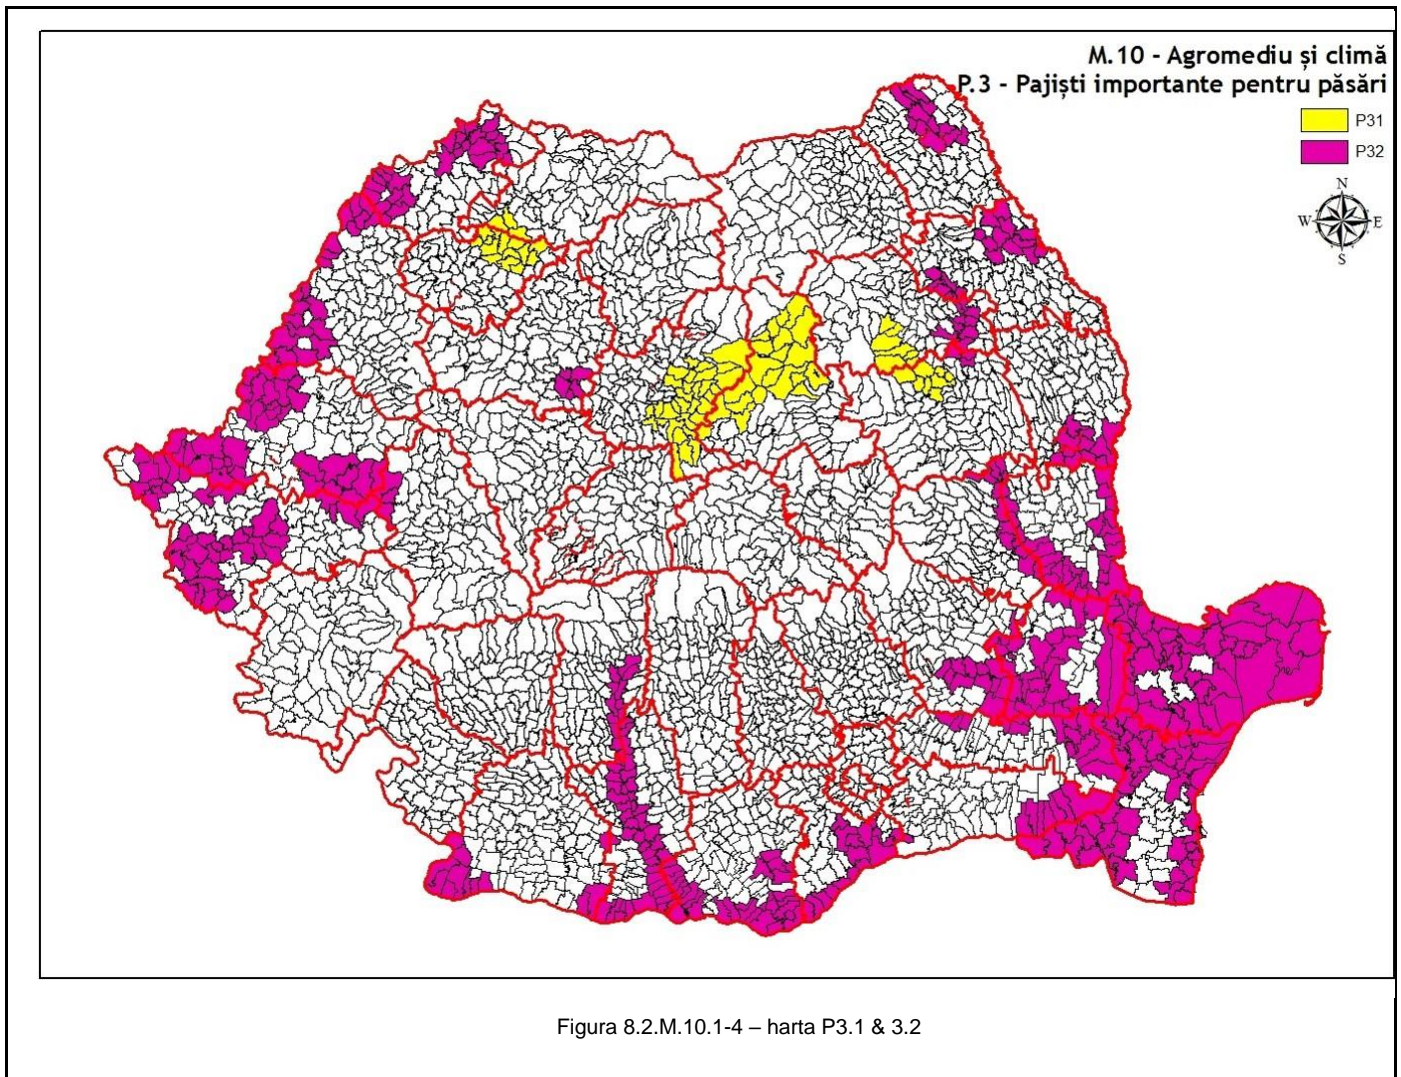 M.10 - Agromediu și climă
P.3 - Pajiști importante pentru păsări
P31
P32
N
W E
S
Figura 8.2.M.10.1-4 – harta P3.1 & 3.2